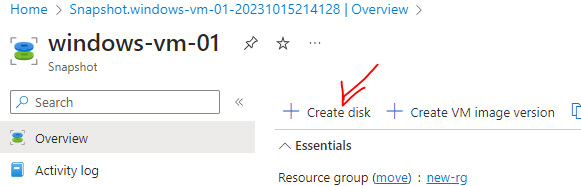 Home > Snapshot.windows-vm-01-20231015214128 | Overview >
windows-vm-01
Snapshot
Search
Overview
Activity log
+ Create disk + Create VM image version
Essentials
Resource group (move) : new-rg